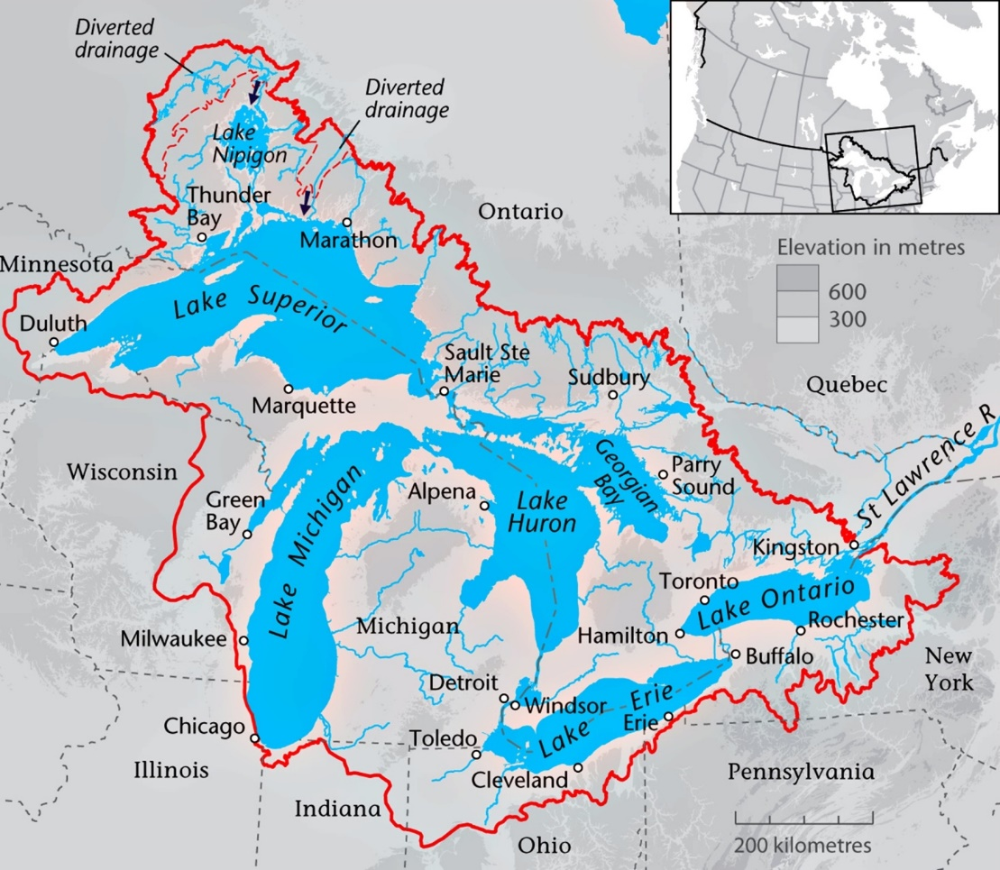 Diverted
drainage
Diverted
drainage
Lake
Nipigon
Thunder
Bay
Ontario
Marathon
Elevation in metres
600
300
Minnesota
Lake Superior
Duluth
Sault Ste
Marie
Sudbury
Quebec
Marquette
St Lawrence R
Georgian
Bay
Parry
Sound
Wisconsin
Green
Bay
Lake Michigan
Alpena
Lake
Huron
Kingston
Toronto
Lake Ontario
Michigan
Hamilton
Rochester
Milwaukee
Buffalo
New
York
Detroit
Windsor
Lake Erie
Erie
Chicago
Toledo
Illinois
Cleveland
Pennsylvania
Indiana
Ohio
200 kilometres